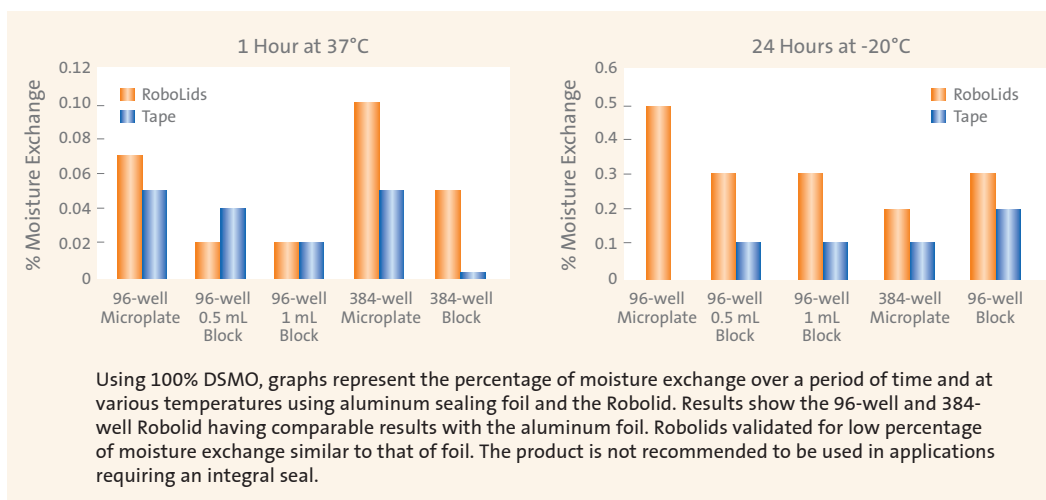 1 Hour at 37°C
% Moisture Exchange
0.12
0.10
0.08
0.06
0.04
0.02
0
RoboLids
Tape
96-well
Microplate
96-well
0.5 mL
Block
96-well
1 mL
Block
384-well
Microplate
384-well
Block
24 Hours at -20°C
% Moisture Exchange
0.6
0.5
0.4
0.3
0.2
0.1
0
RoboLids
Tape
96-well
Microplate
96-well
0.5 mL
Block
96-well
1 mL
Block
384-well
Microplate
96-well
Block
Using 100% DSMO, graphs represent the percentage of moisture exchange over a period of time and at
various temperatures using aluminum sealing foil and the Robolid. Results show the 96-well and 384-
well Robolid having comparable results with the aluminum foil. Robolids validated for low percentage
of moisture exchange similar to that of foil. The product is not recommended to be used in applications
requiring an integral seal.